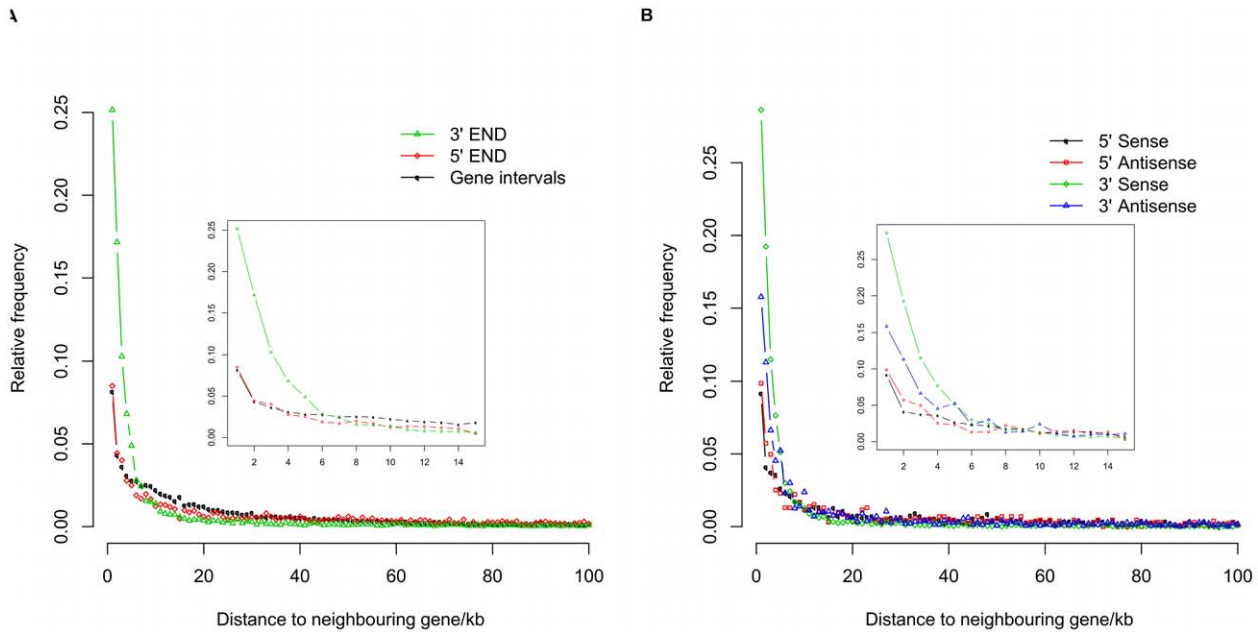 B
0.25
0.20
0.15
0.10
0.05
0.00
Relative frequency
3' END
5' END
Gene intervals
0.25
0.20
0.15
0.10
0.05
0.00
2 4 6 8 10 12 14
0 20 40 60 80 100
Distance to neighbouring gene/kb
0.25
0.20
0.15
0.10
0.05
0.00
Relative frequency
5' Sense
5' Antisense
3' Sense
3' Antisense
0.25
0.20
0.15
0.10
0.05
0.00
2 4 6 8 10 12 14
0 20 40 60 80 100
Distance to neighbouring gene/kb